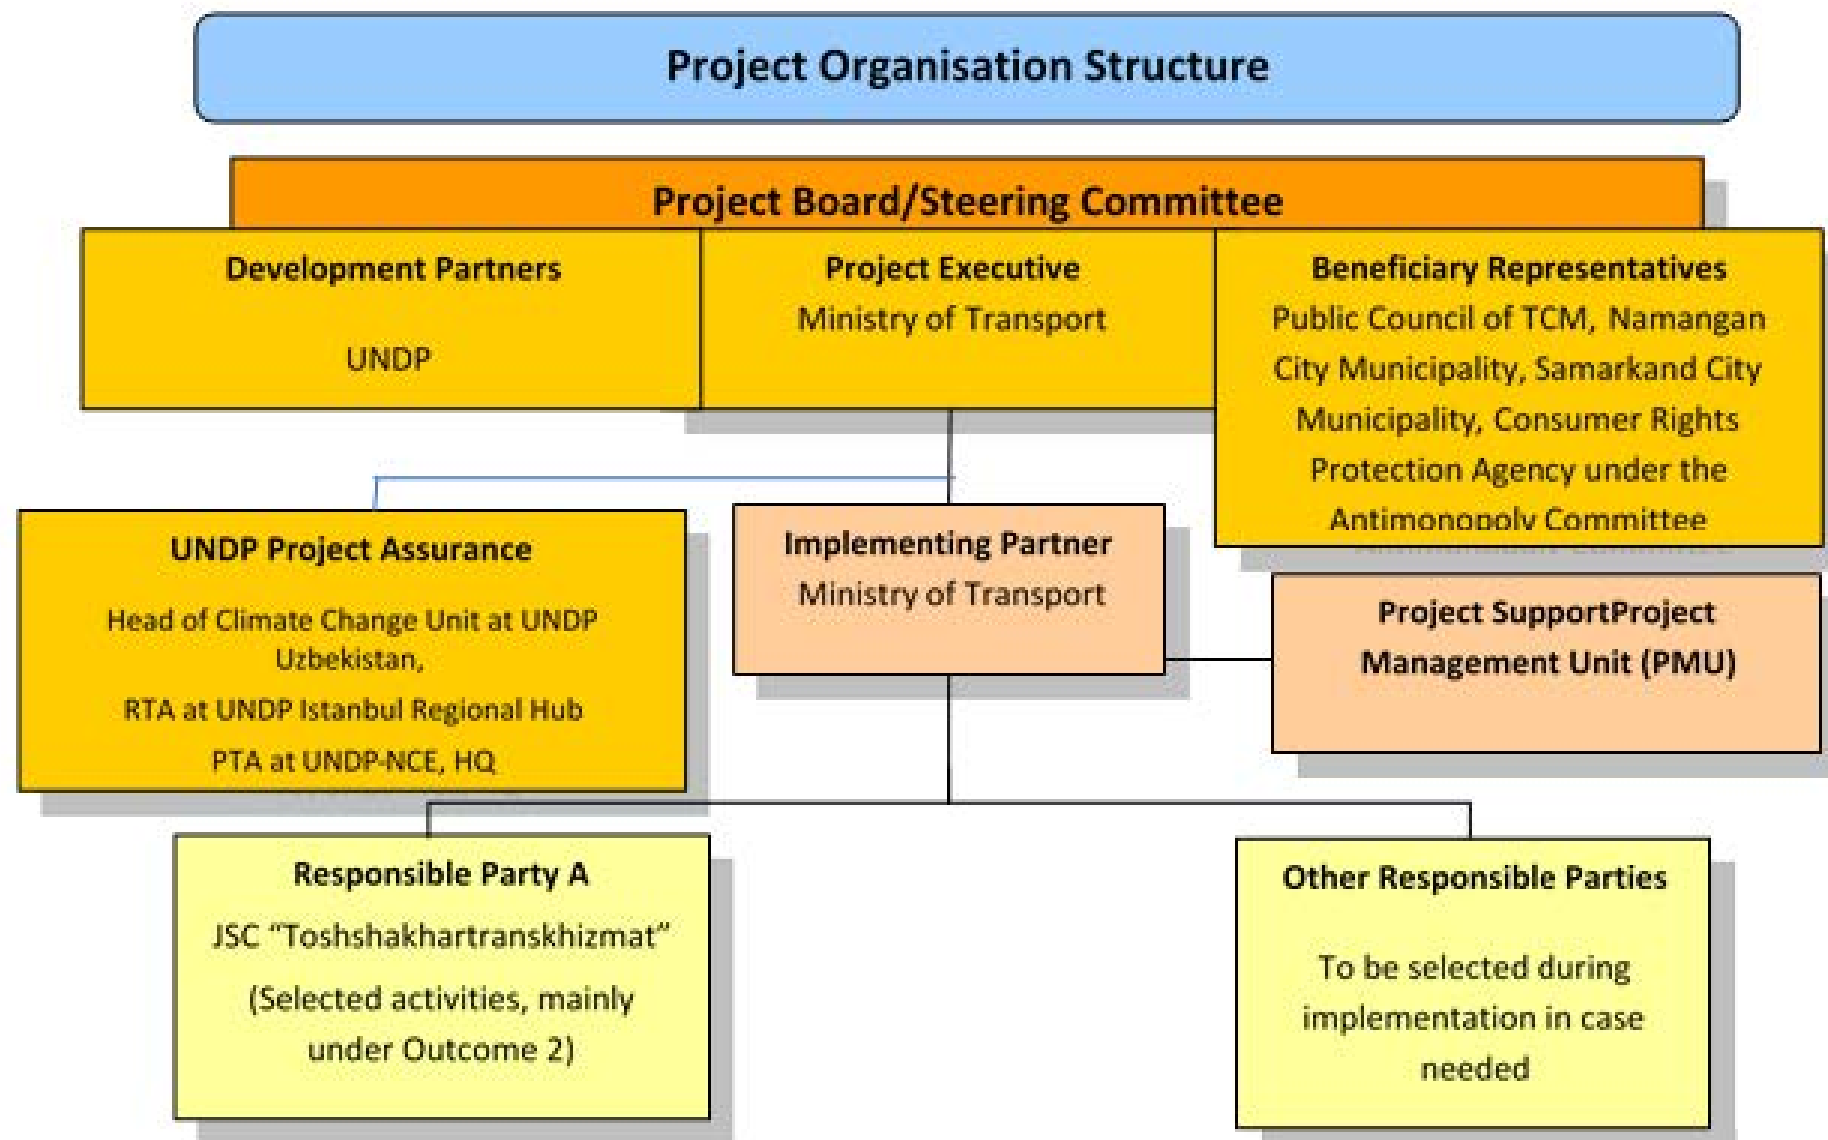 Project Organisation Structure
Project Board/Steering Committee
Development Partners
UNDP
Project Executive
Ministry of Transport
Beneficiary Representatives
Public Council of TCM, Namangan
City Municipality, Samarkand City
Municipality, Consumer Rights
Protection Agency under the
Antimonopoly Committee
UNDP Project Assurance
Head of Climate Change Unit at UNDP
Uzbekistan,
RTA at UNDP Istanbul Regional Hub
PTA at UNDP-NCE, HQ
Implementing Partner
Ministry of Transport
Project SupportProject
Management Unit (PMU)
Responsible Party A
JSC “Toshshakhartranskhizmat”
(Selected activities, mainly
under Outcome 2)
Other Responsible Parties
To be selected during
implementation in case
needed